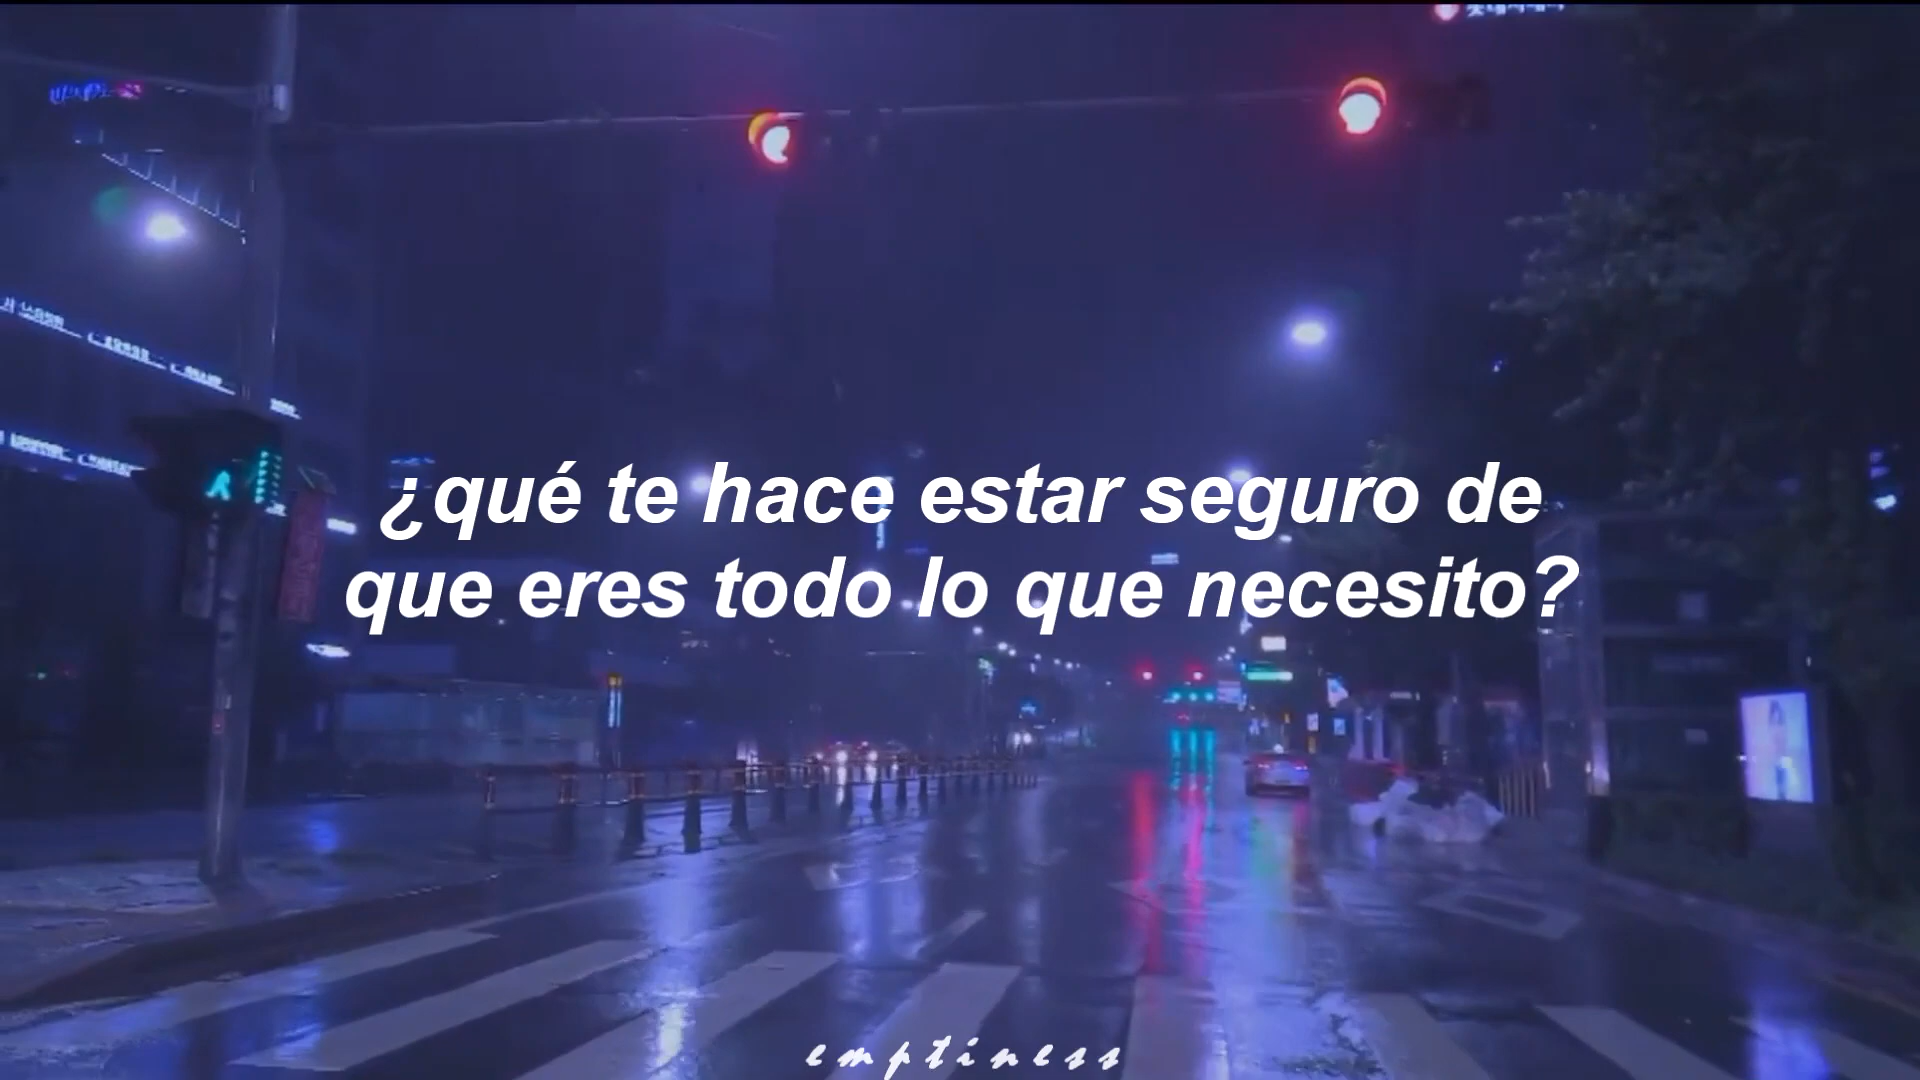 ¿qué te hace estar seguro de
que eres todo lo que necesito?
emptiness